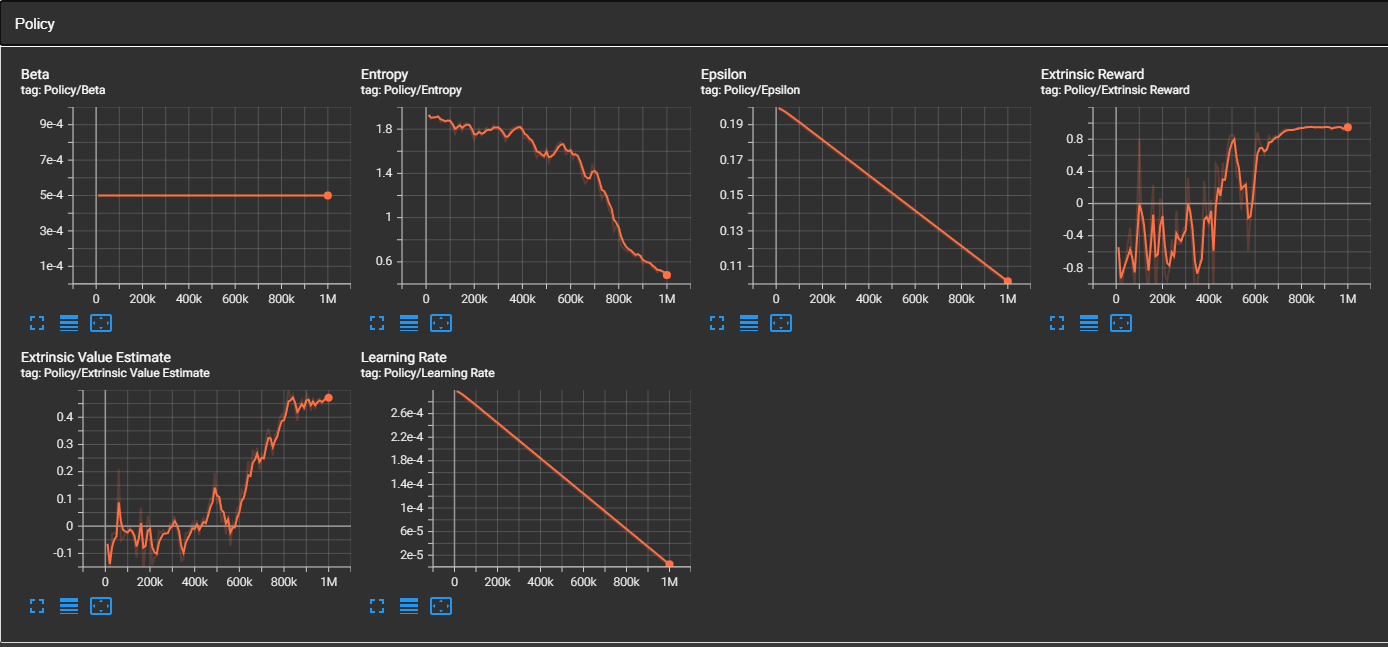 Policy
Beta
tag: Policy/Beta
9e-4
7e-4
5e-4
3e-4
1e-4
0 200k 400k 600k 800k 1M
Entropy
tag: Policy/Entropy
1.8
1.4
1
0.6
0 200k 400k 600k 800k 1M
Epsilon
tag: Policy/Epsilon
0.19
0.17
0.15
0.13
0.11
0 200k 400k 600k 800k 1M
Extrinsic Reward
tag: Policy/Extrinsic Reward
0.8
0.4
0
-0.4
-0.8
0 200k 400k 600k 800k 1M
Extrinsic Value Estimate
tag: Policy/Extrinsic Value Estimate
0.4
0.3
0.2
0.1
0
-0.1
0 200k 400k 600k 800k 1M
Learning Rate
tag: Policy/Learning Rate
2.6e-4
2.2e-4
1.8e-4
1.4e-4
1e-4
6e-5
2e-5
0 200k 400k 600k 800k 1M